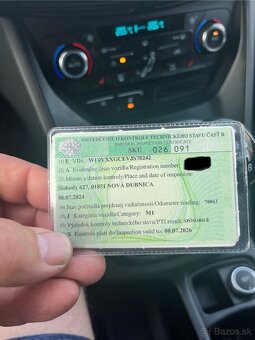 OSVEDČENIE O KONTROLE TECHNICKÉHO STAVU ČASŤ B
EMISSION INSPECTION CERTIFICATE
SKU 026 091
E VIN: WF0YXXGCEVJS78242
A Evidenčné číslo vozidla/Registration number:
Miesto a dátum kontroly/Place and date of inspection:
Slobody 627, 01851 NOVÁ DUBNICA
08.07.2024
Stav počítadla prejdenej vzdialenosti/Odometer reading: 70063
J Kategória vozidla/Category: M1
Výsledok kontroly technického stavu/PTI result: SPÔSOBILÉ
X Kontrola platí do/Inspection valid to: 08.07.2026
bazos.sk